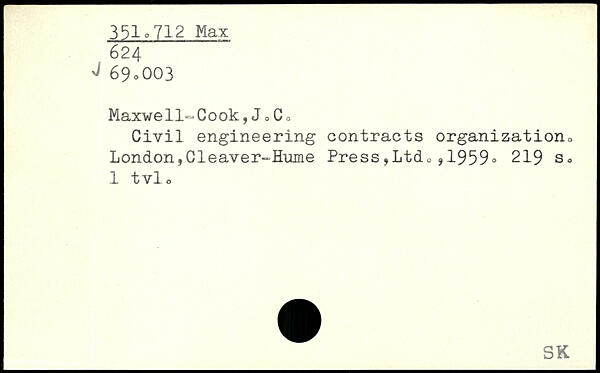 351.712 Max
624
√ 69.003
Maxwell-Cook,J.C.
Civil engineering contracts organization.
London,Cleaver-Hume Press,Ltd.,1959. 219 s.
1 tvl.
SK